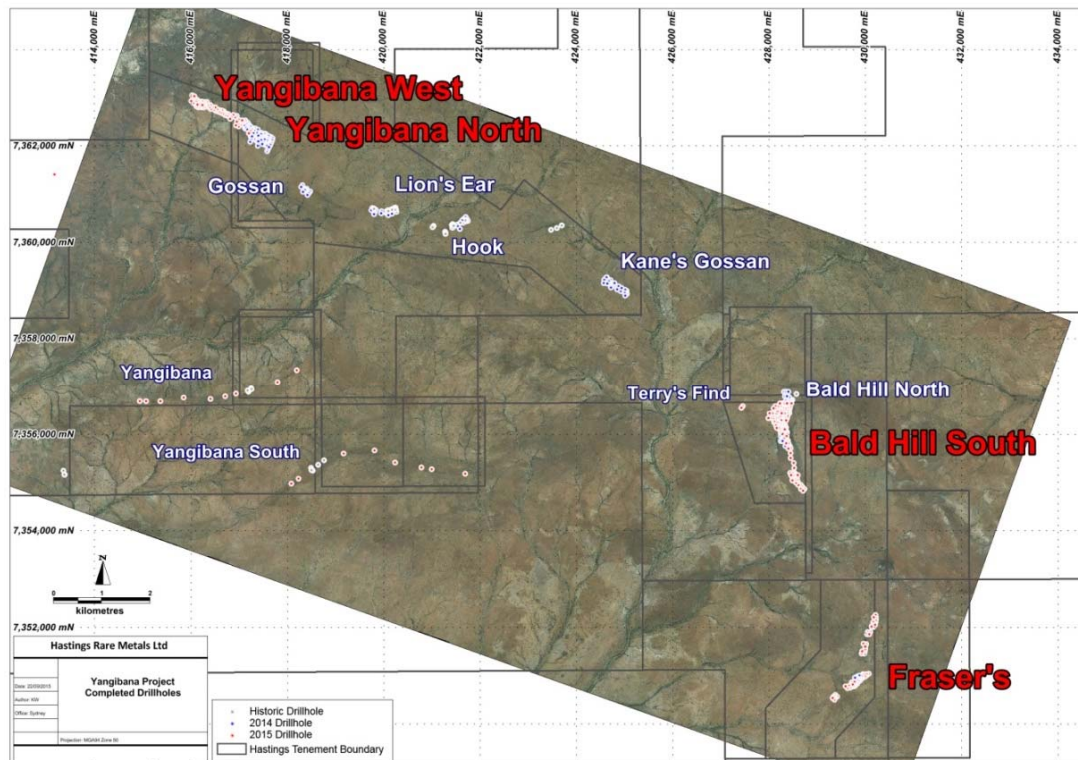 414,000 mE
416,000 mE
418,000 mE
420,000 mE
422,000 mE
424,000 mE
426,000 mE
428,000 mE
430,000 mE
432,000 mE
434,000 mE
Yangibana West
Yangibana North
7,362,000 mN
Gossan
Lion's Ear
7,360,000 mN
Hook
Kane's Gossan
7,358,000 mN
Yangibana
Terry's Find
Bald Hill North
7,356,000 mN
Bald Hill South
Yangibana South
7,354,000 mN
N
0 1 2
kilometres
7,352,000 mN
Fraser's
Hastings Rare Metals Ltd
Yangibana Project
Completed Drillholes
Author: KW
Office: Sydney
Historic Drillhole
2014 Drillhole
2015 Drillhole
Hastings Tenement Boundary